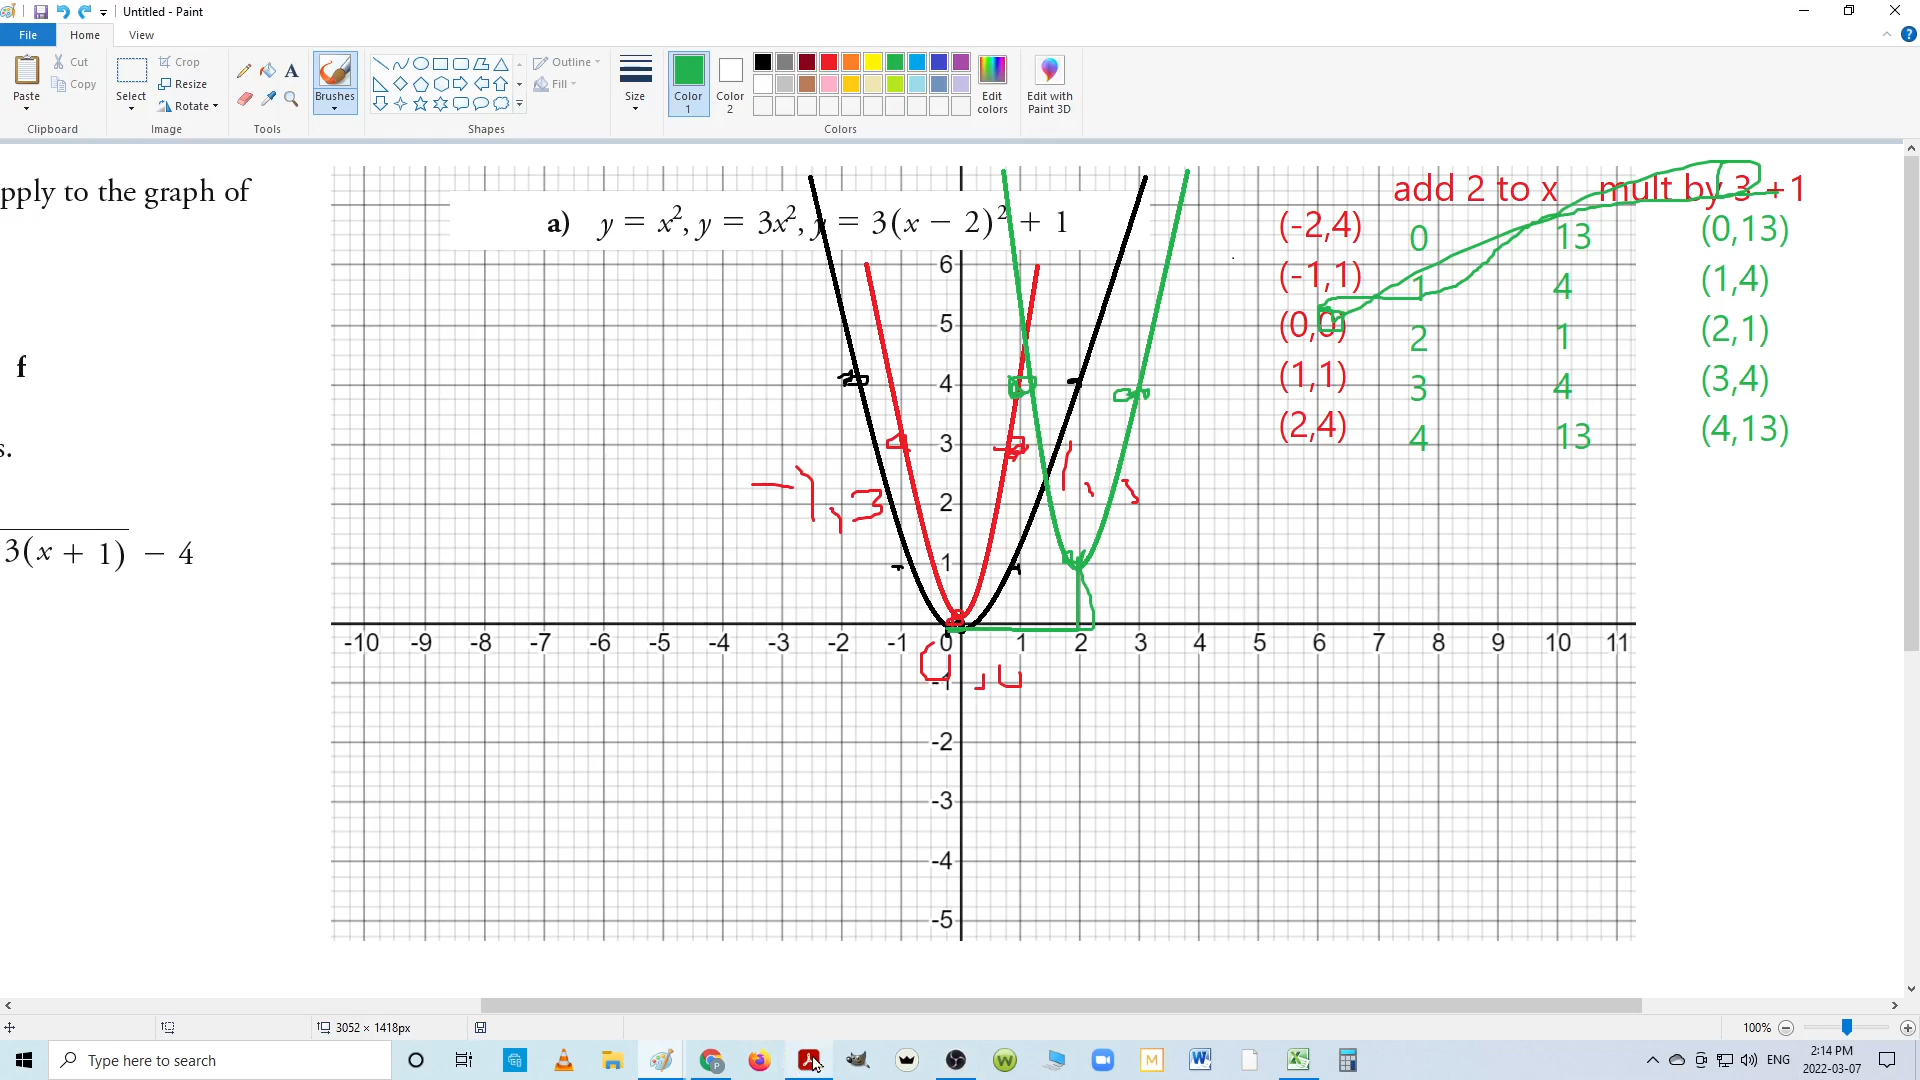 Untitled - Paint
File Home View
Paste
Cut
Copy
Clipboard
Select
Crop
Resize
Rotate
Image
Tools
Brushes
Shapes
Outline
Fill
Size
Color 1
Color 2
Colors
Edit colors
Edit with Paint 3D
pply to the graph of
f
s.
3(x + 1) − 4
a) y = x², y = 3x², y = 3(x − 2)² + 1
add 2 to x mult by 3 +1
(-2,4) 0 13 (0,13)
(-1,1) 1 4 (1,4)
(0,0) 2 1 (2,1)
(1,1) 3 4 (3,4)
(2,4) 4 13 (4,13)
6
5
4
3
2
1
-1,3
1,3
-10 -9 -8 -7 -6 -5 -4 -3 -2 -1 0 1 2 3 4 5 6 7 8 9 10 11
0,0
-1
-2
-3
-4
-5
3052 × 1418px
100%
Type here to search
ENG
2:14 PM
2022-03-07